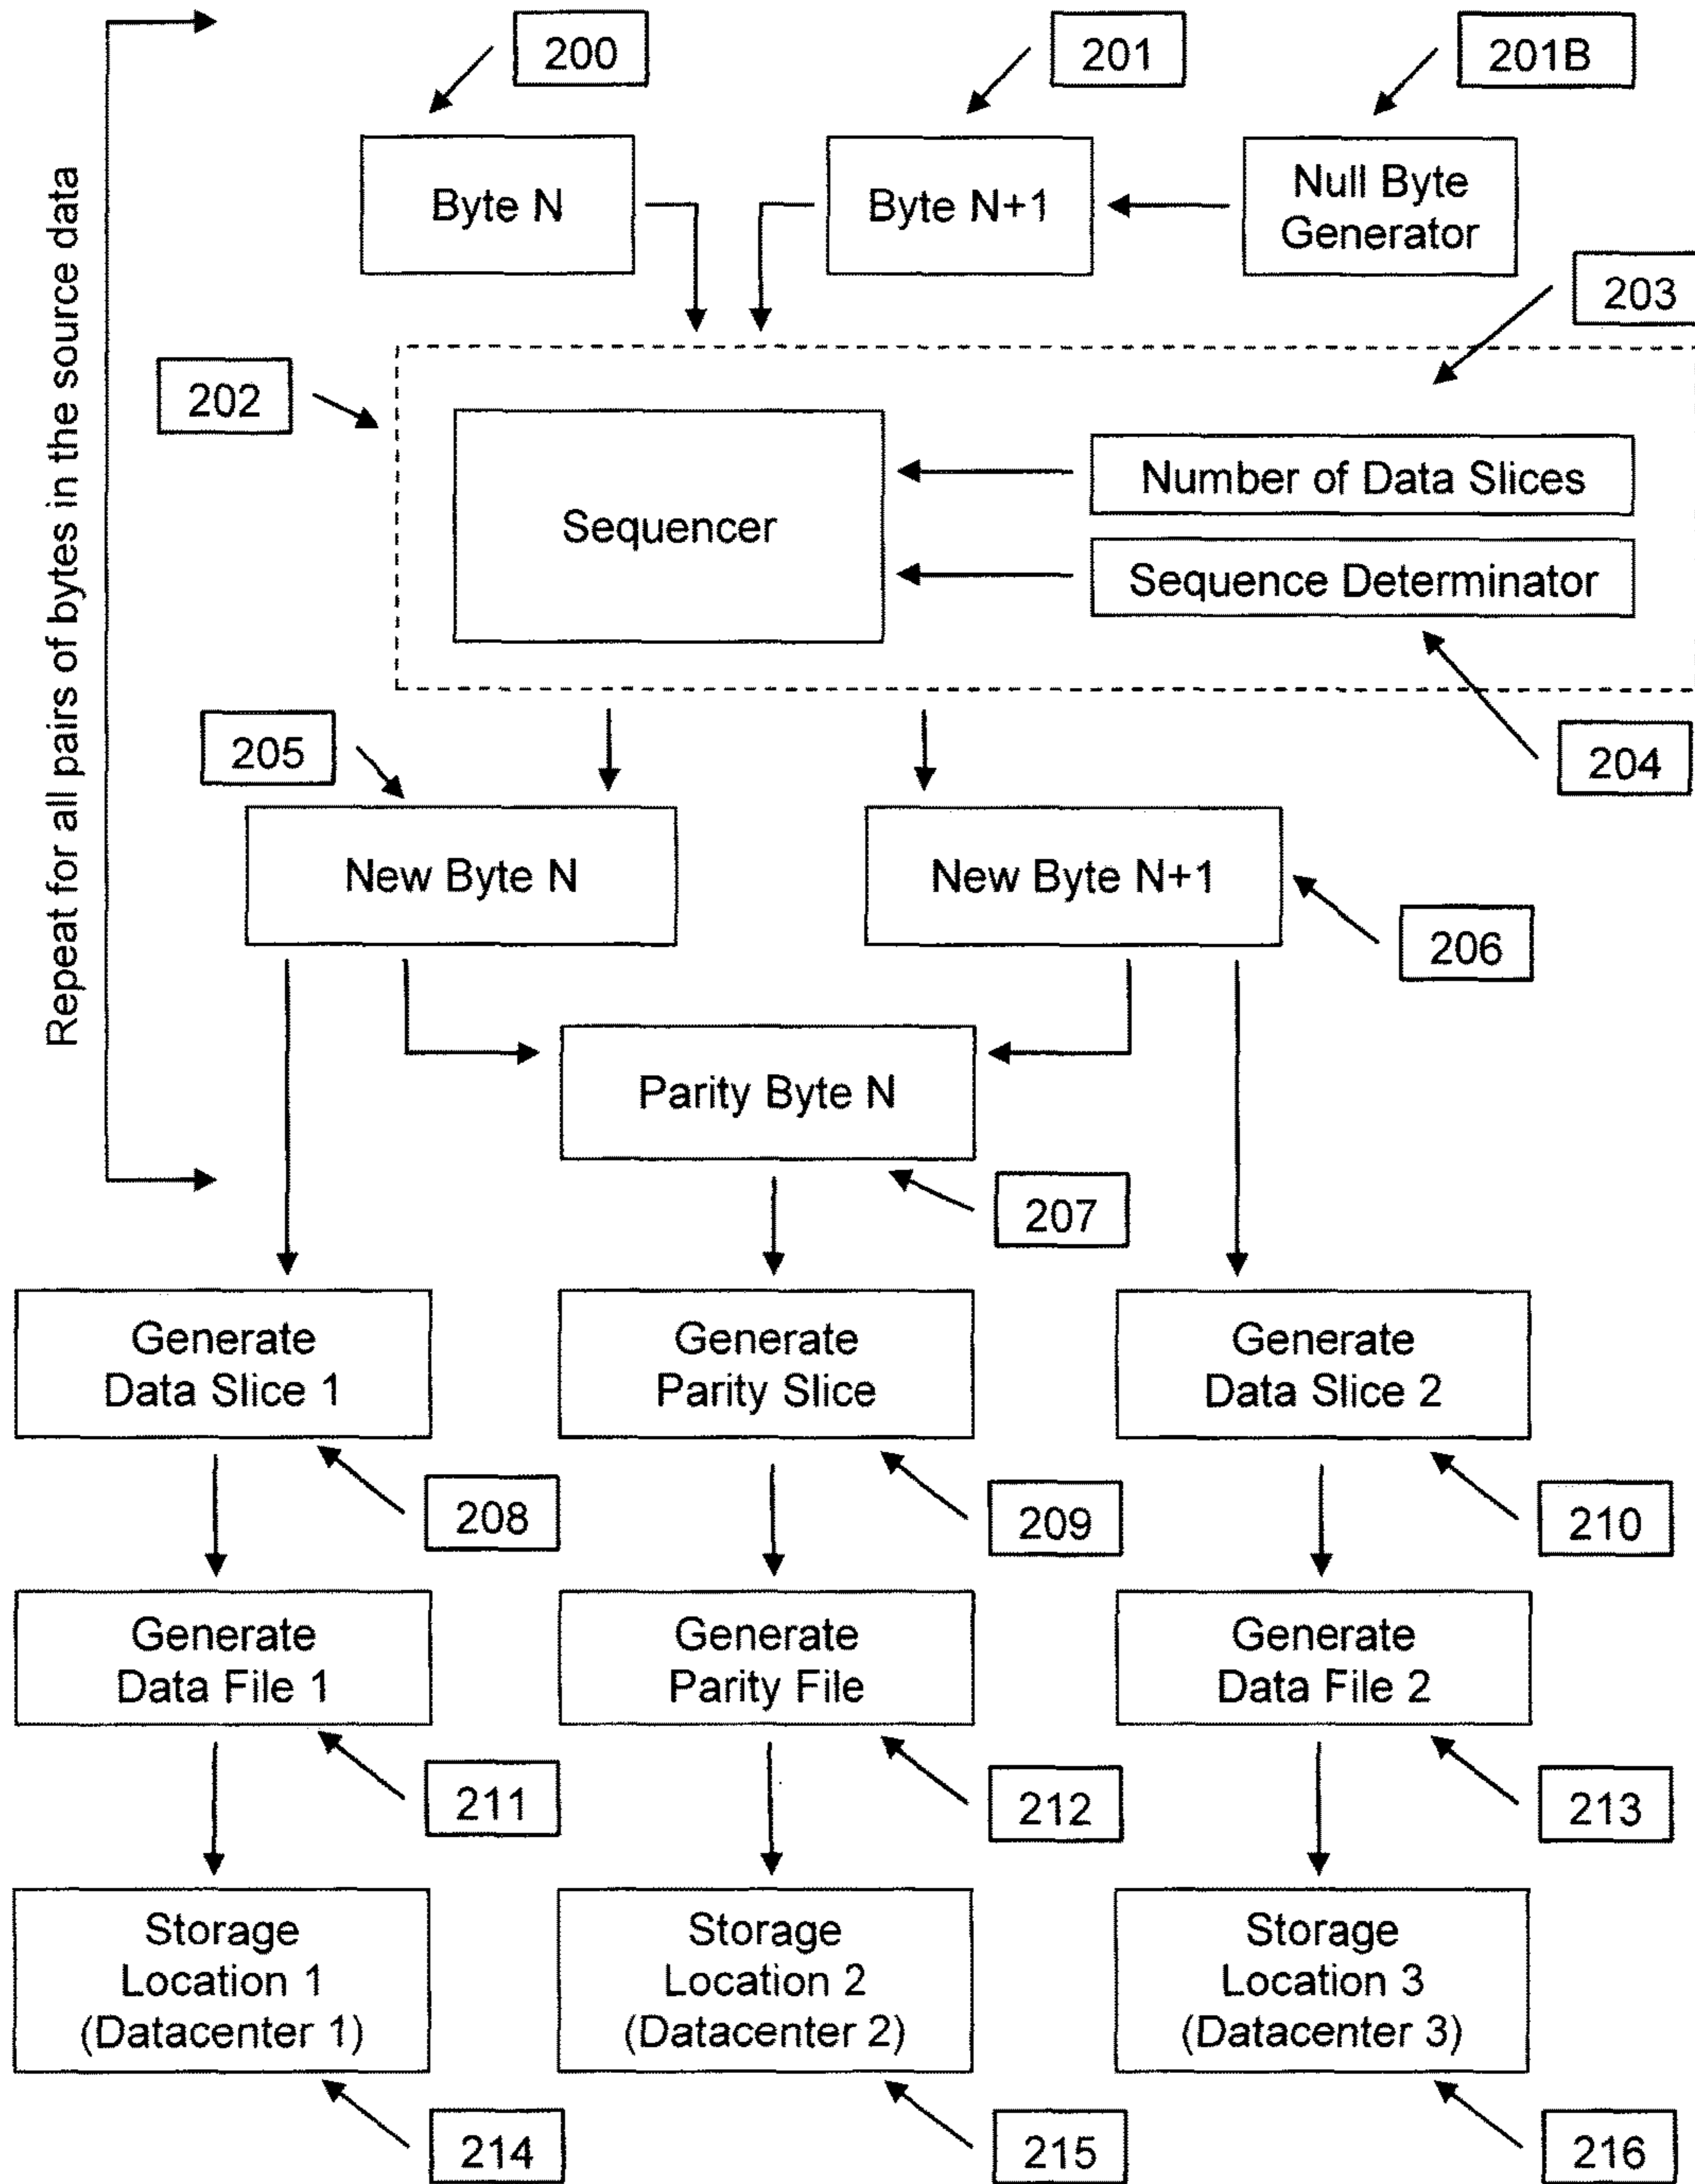 200
201
201B
Byte N
Byte N+1
Null Byte
Generator
203
202
Number of Data Slices
Sequencer
Sequence Determinator
Repeat for all pairs of bytes in the source data
205
204
New Byte N
New Byte N+1
206
Parity Byte N
207
Generate
Data Slice 1
Generate
Parity Slice
Generate
Data Slice 2
208
209
210
Generate
Data File 1
Generate
Parity File
Generate
Data File 2
211
212
213
Storage
Location 1
(Datacenter 1)
Storage
Location 2
(Datacenter 2)
Storage
Location 3
(Datacenter 3)
214
215
216